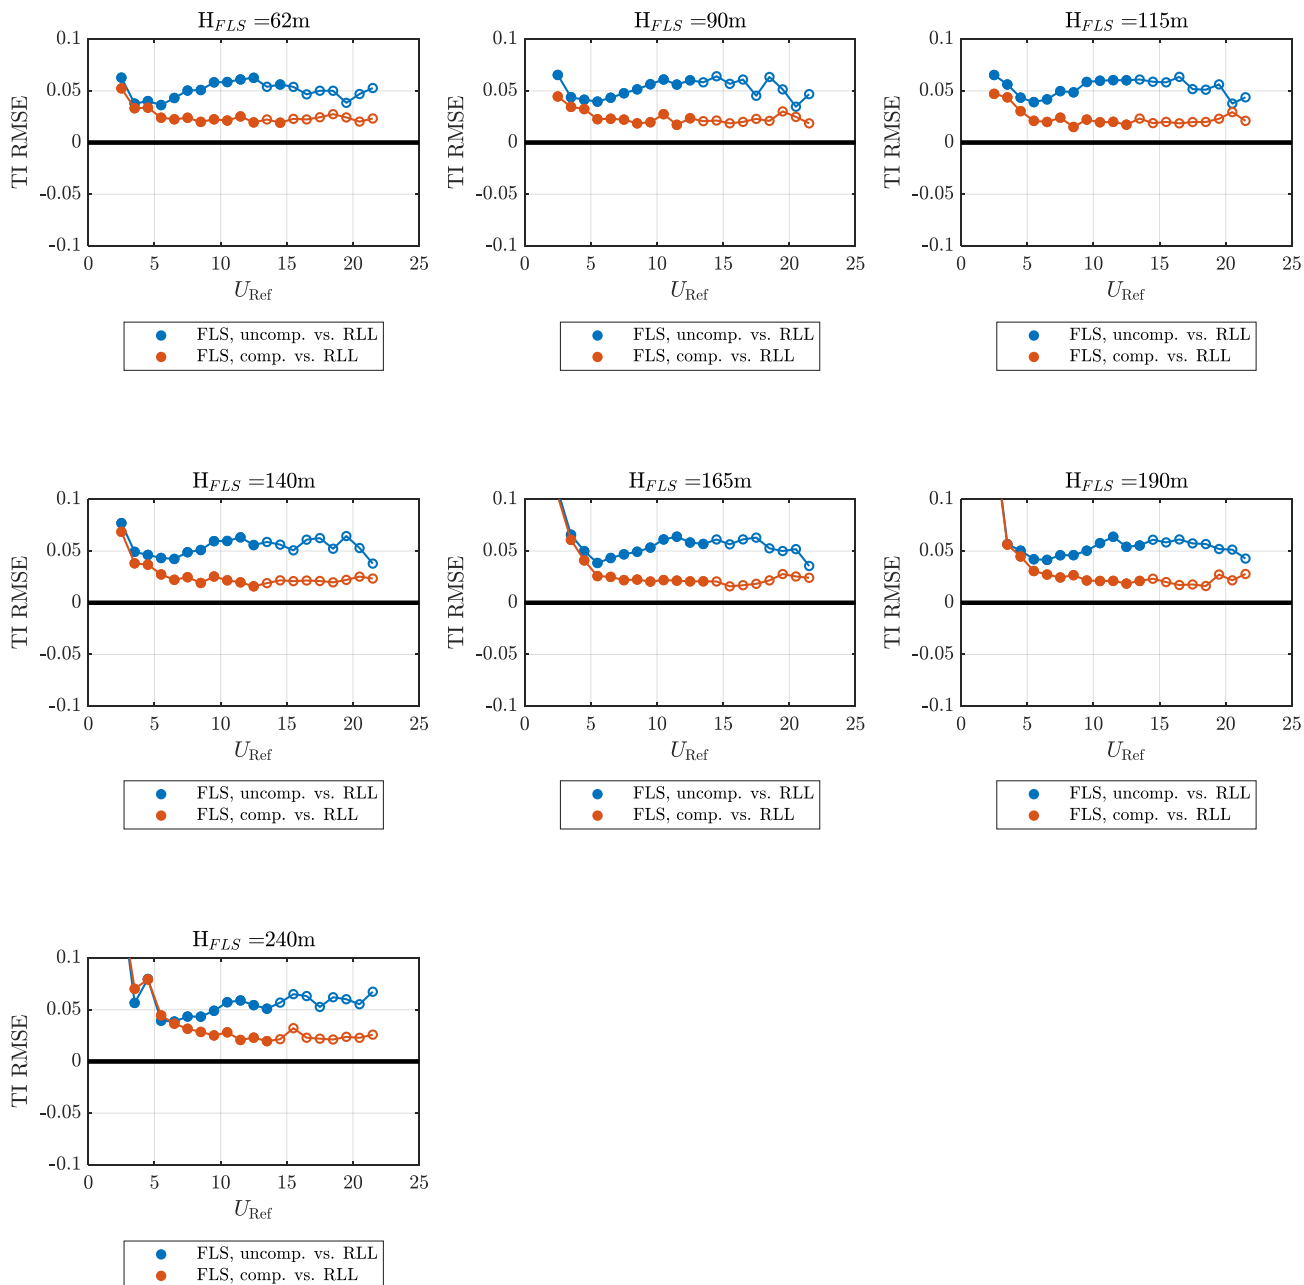 H_FLS =62m
H_FLS =90m
H_FLS =115m
0.1
0.05
0
-0.05
-0.1
TI RMSE
0 5 10 15 20 25
U_Ref
0.1
0.05
0
-0.05
-0.1
TI RMSE
0 5 10 15 20 25
U_Ref
0.1
0.05
0
-0.05
-0.1
TI RMSE
0 5 10 15 20 25
U_Ref
FLS, uncomp. vs. RLL
FLS, comp. vs. RLL
FLS, uncomp. vs. RLL
FLS, comp. vs. RLL
FLS, uncomp. vs. RLL
FLS, comp. vs. RLL
H_FLS =140m
H_FLS =165m
H_FLS =190m
0.1
0.05
0
-0.05
-0.1
TI RMSE
0 5 10 15 20 25
U_Ref
0.1
0.05
0
-0.05
-0.1
TI RMSE
0 5 10 15 20 25
U_Ref
0.1
0.05
0
-0.05
-0.1
TI RMSE
0 5 10 15 20 25
U_Ref
FLS, uncomp. vs. RLL
FLS, comp. vs. RLL
FLS, uncomp. vs. RLL
FLS, comp. vs. RLL
FLS, uncomp. vs. RLL
FLS, comp. vs. RLL
H_FLS =240m
0.1
0.05
0
-0.05
-0.1
TI RMSE
0 5 10 15 20 25
U_Ref
FLS, uncomp. vs. RLL
FLS, comp. vs. RLL